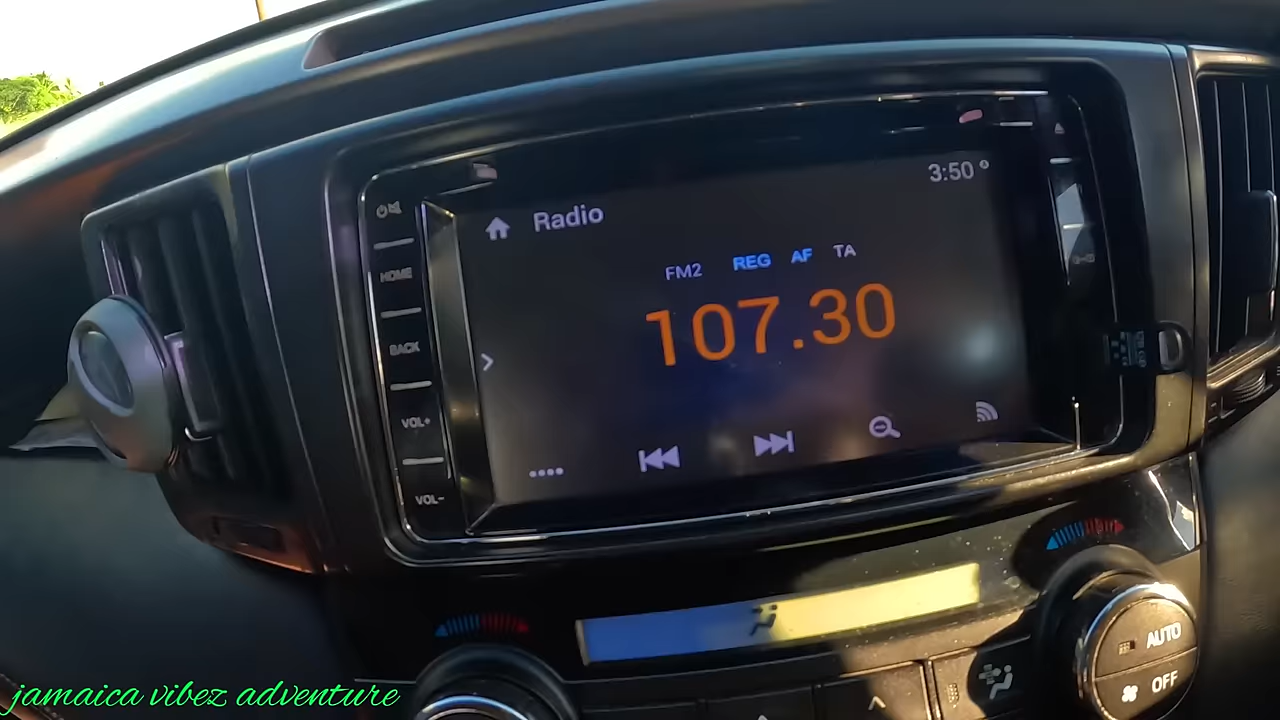 3:50
Radio
FM2 REG AF TA
107.30
HOME
BACK
VOL+
VOL-
AUTO
OFF
jamaica vibez adventure